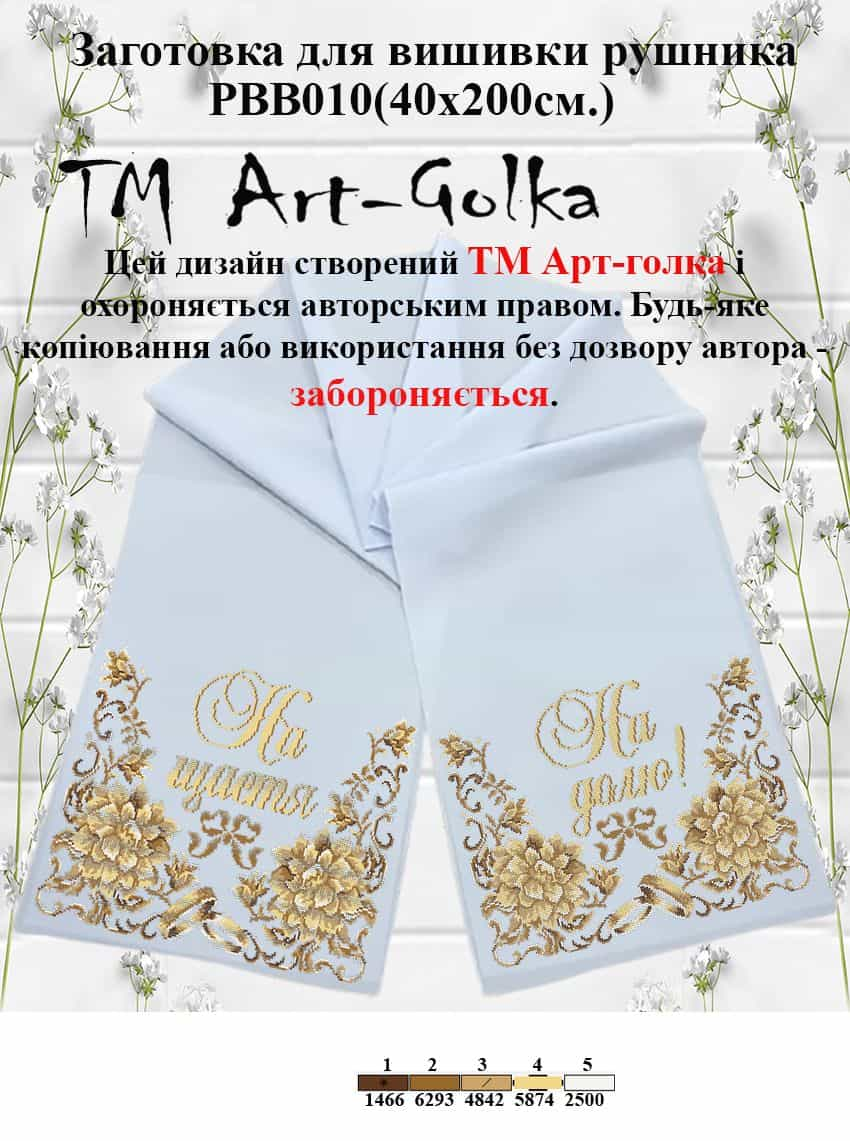 Заготовка для вишивки рушника
РВВ010(40х200см.)
TM Art-Golka
Цей дизайн створений ТМ Арт-голка і
охороняється авторським правом. Будь-яке
копіювання або використання без дозвору автора -
забороняється.
На
щастя
На
долю!
1 2 3 4 5
1466 6293 4842 5874 2500